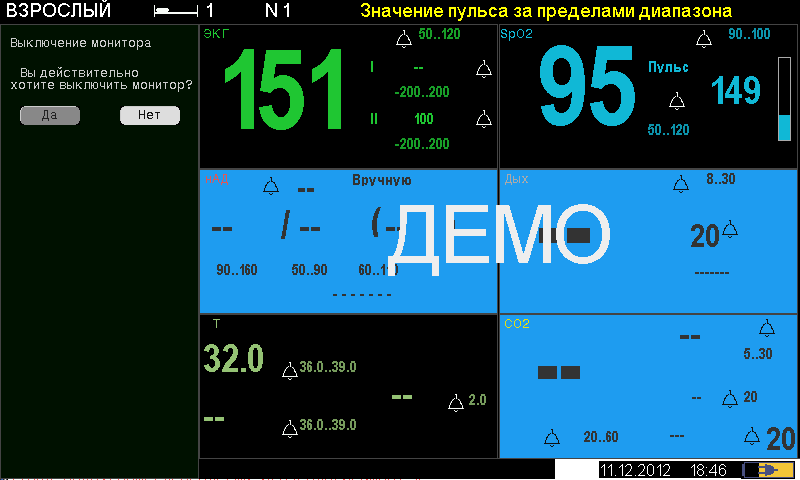 ВЗРОСЛЫЙ 1 N 1 Значение пульса за пределами диапазона
Выключение монитора
Вы действительно
хотите выключить монитор?
Да Нет
ЭКГ 50..120
151
I --
-200..200
II 100
-200..200
SpO2 90..100
95
Пульс
149
50..120
НАД -- Вручную
-- / -- (--
90..160 50..90 60..110
-------
Дых 8..30
-- 20
-------
ДЕМО
T
32.0 36.0..39.0
-- 2.0
-- 36.0..39.0
CO2 --
5..30
--
-- 20
20..60 --- 20
11.12.2012 18:46